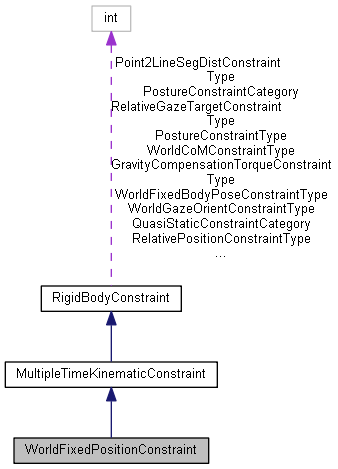 int
Point2LineSegDistConstraint
Type
PostureConstraintCategory
RelativeGazeTargetConstraint
Type
PostureConstraintType
WorldCoMConstraintType
GravityCompensationTorqueConstraint
Type
WorldFixedBodyPoseConstraintType
WorldGazeOrientConstraintType
QuasiStaticConstraintCategory
RelativePositionConstraintType
...
RigidBodyConstraint
MultipleTimeKinematicConstraint
WorldFixedPositionConstraint